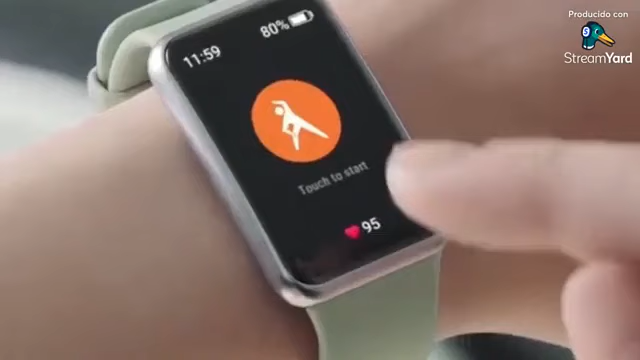 Producido con
StreamYard
80%
11:59
Touch to start
95